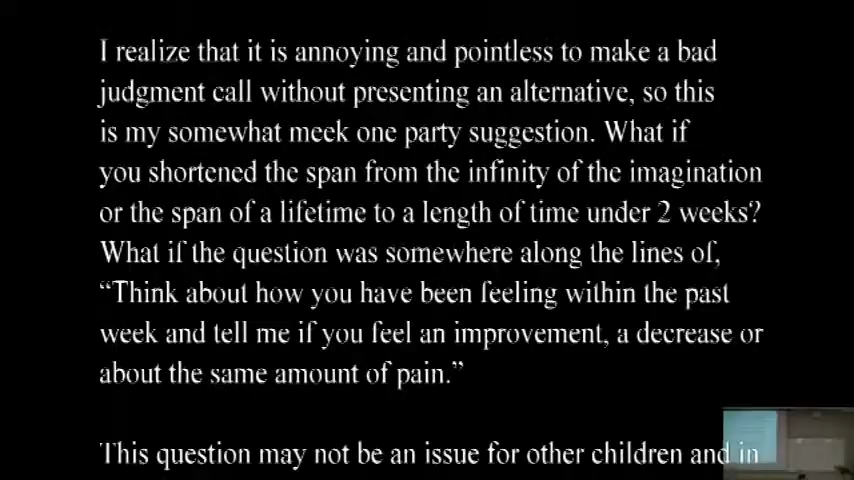 I realize that it is annoying and pointless to make a bad
judgment call without presenting an alternative, so this
is my somewhat meek one party suggestion. What if
you shortened the span from the infinity of the imagination
or the span of a lifetime to a length of time under 2 weeks?
What if the question was somewhere along the lines of,
“Think about how you have been feeling within the past
week and tell me if you feel an improvement, a decrease or
about the same amount of pain.”
This question may not be an issue for other children and in